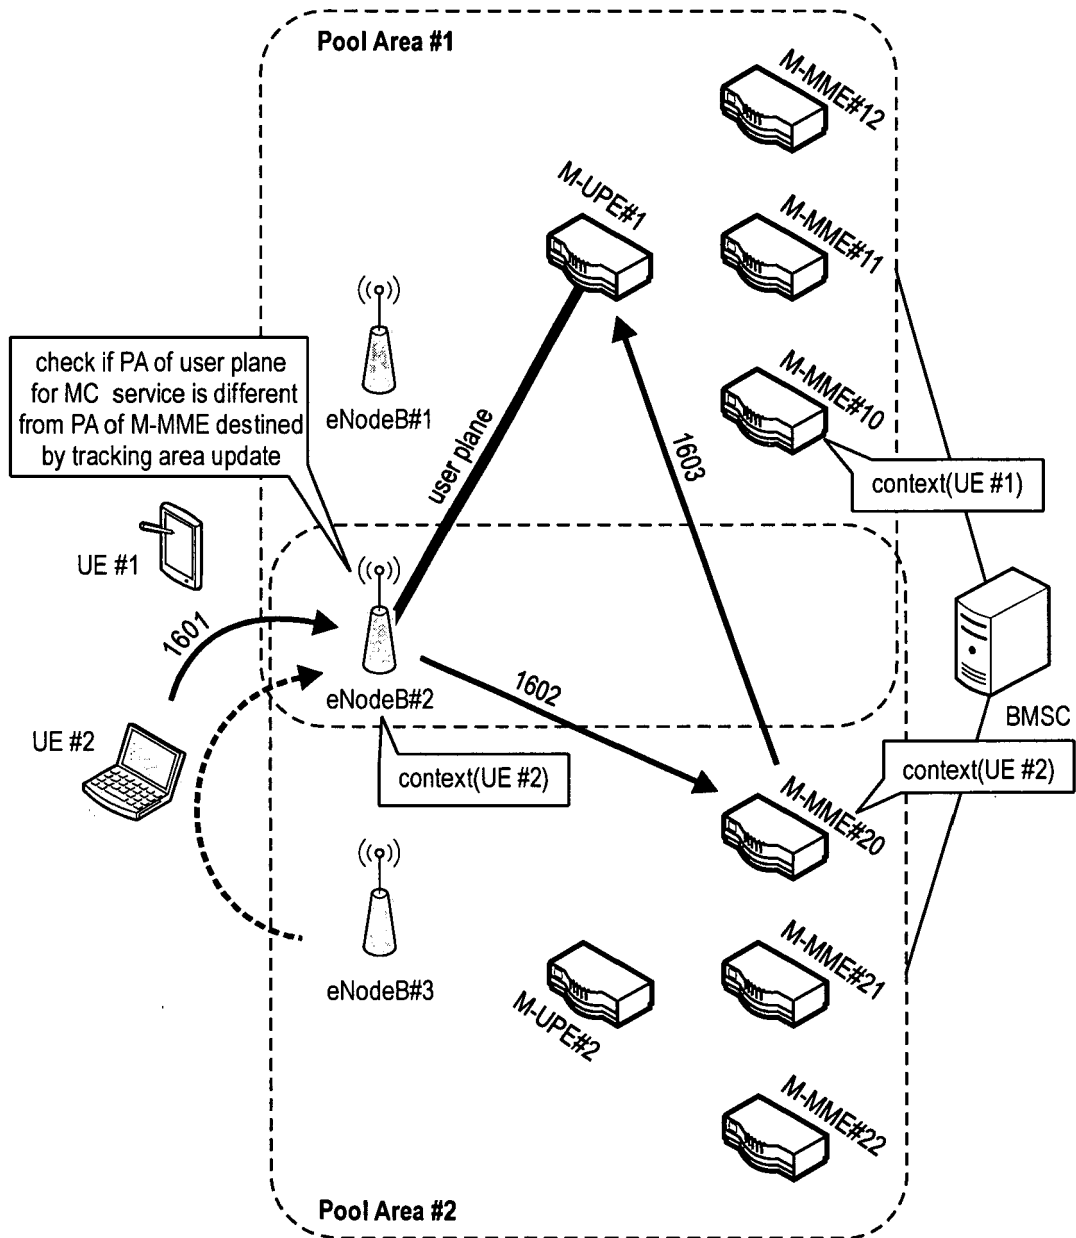 Pool Area #1
M-MME#12
M-UPE#1
M-MME#11
check if PA of user plane
for MC service is different
from PA of M-MME destined
by tracking area update
eNodeB#1
M-MME#10
user plane
1603
context(UE #1)
UE #1
1601
eNodeB#2
1602
BMSC
UE #2
context(UE #2)
context(UE #2)
M-MME#20
eNodeB#3
M-MME#21
M-UPE#2
M-MME#22
Pool Area #2